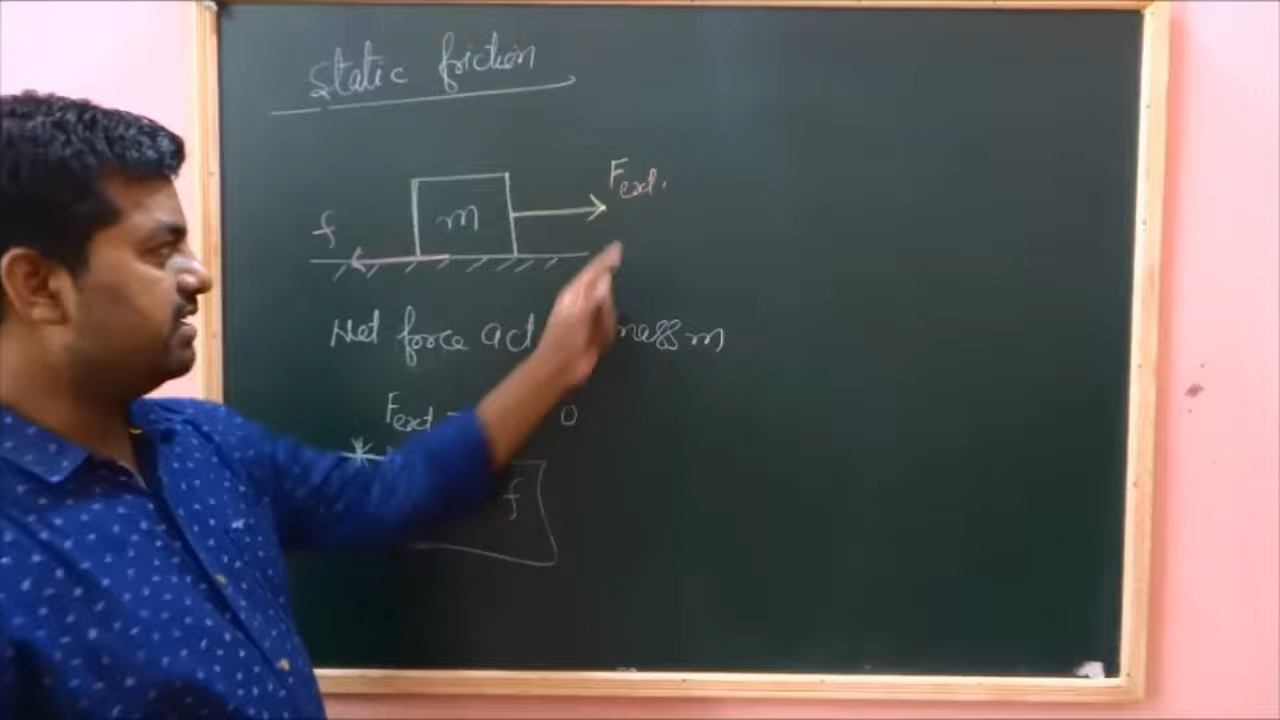 Static friction
Fext.
f
m
Net force act mass m
Fext - 0
*
f